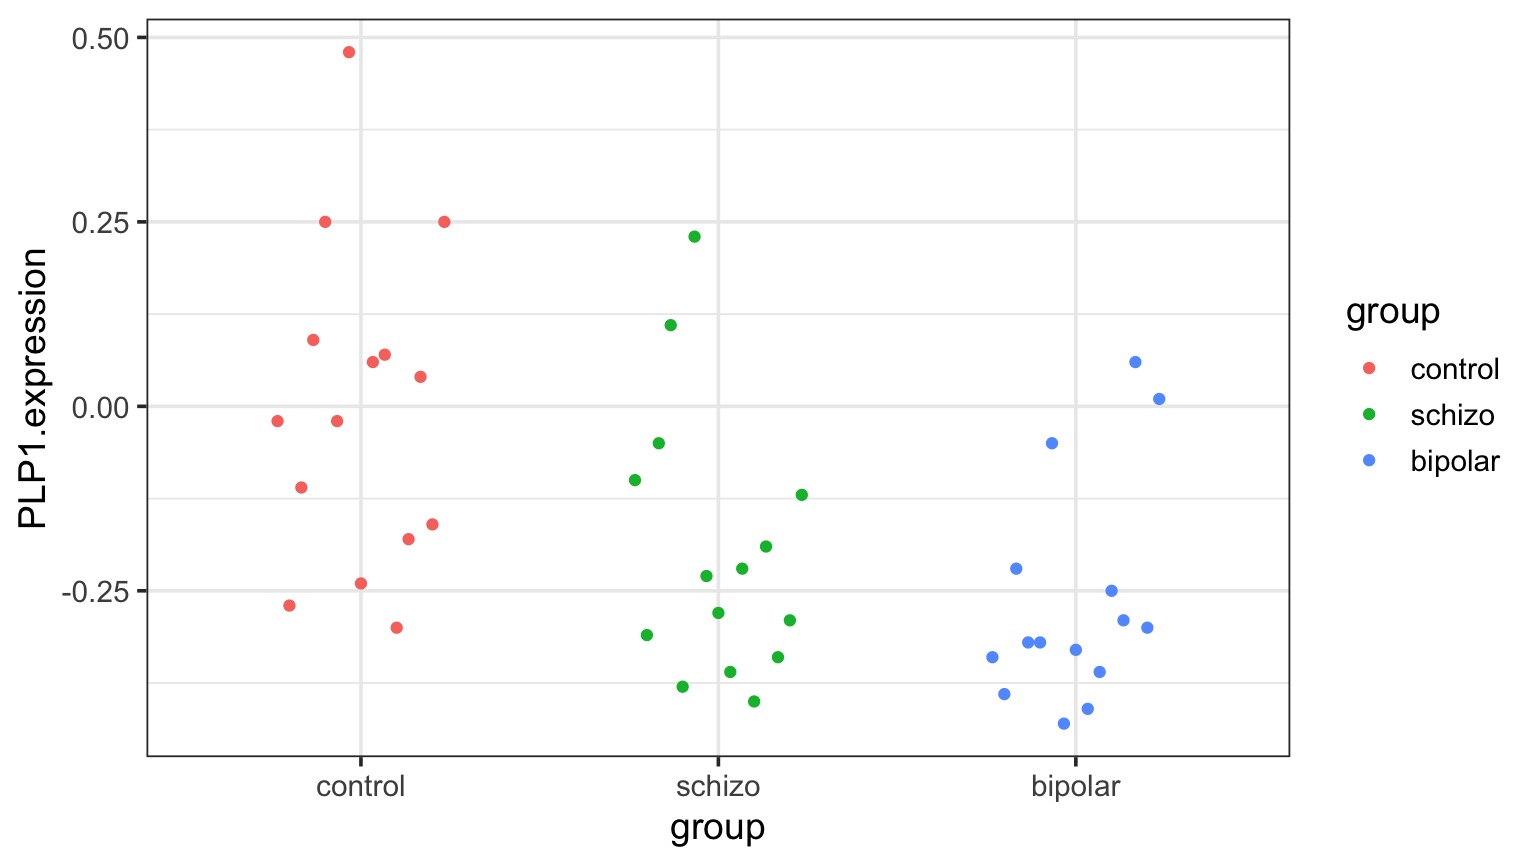 0.50
0.25
0.00
-0.25
PLP1.expression
control
schizo
bipolar
group
group
control
schizo
bipolar